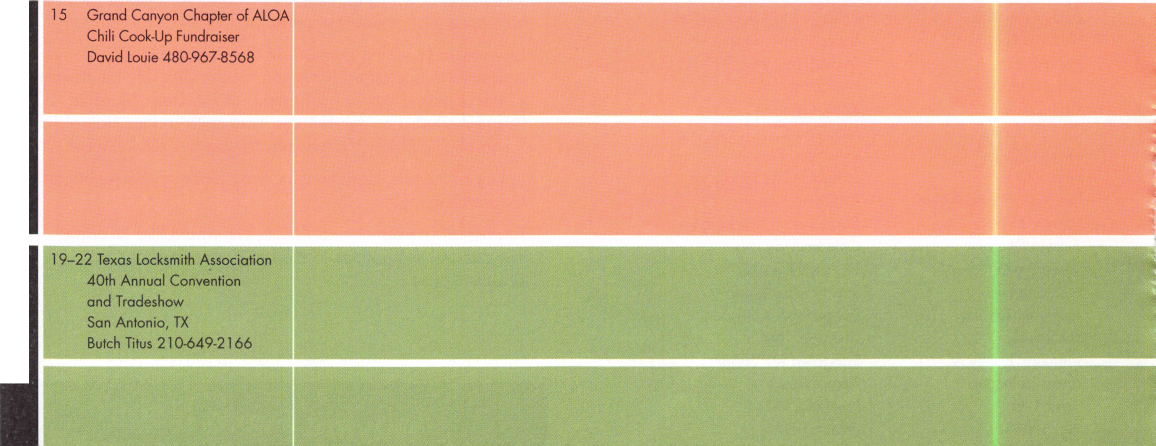 15 Grand Canyon Chapter of ALOA
Chili Cook-Up Fundraiser
David Louie 480-967-8568
19–22 Texas Locksmith Association
40th Annual Convention
and Tradeshow
San Antonio, TX
Butch Titus 210-649-2166